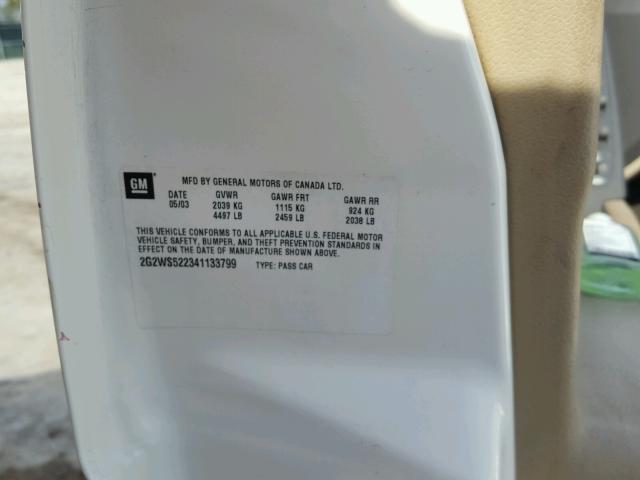 GM
MFD BY GENERAL MOTORS OF CANADA LTD.
DATE GVWR GAWR FRT GAWR RR
05/03 2039 KG 1115 KG 924 KG
4497 LB 2459 LB 2038 LB
THIS VEHICLE CONFORMS TO ALL APPLICABLE U.S. FEDERAL MOTOR
VEHICLE SAFETY, BUMPER, AND THEFT PREVENTION STANDARDS IN
EFFECT ON THE DATE OF MANUFACTURE SHOWN ABOVE.
2G2WS522341133799 TYPE: PASS CAR